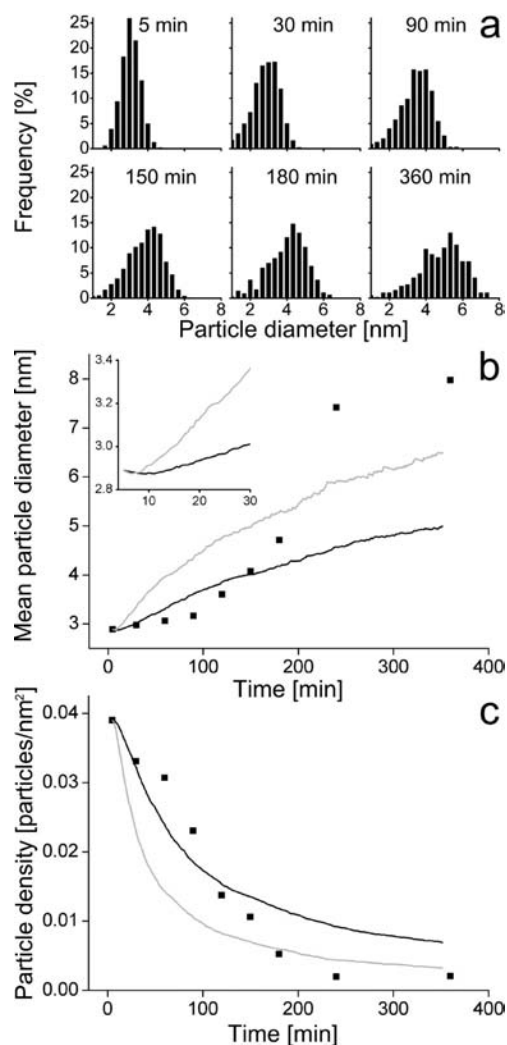 5 min 30 min 90 min a
25
20
15
10
5
0
150 min 180 min 360 min
25
20
15
10
5
0
2 4 6 2 4 6 2 4 6 8
Frequency [%]
Particle diameter [nm]
b
8
7
6
5
4
3
Mean particle diameter [nm]
3.4
3.2
3.0
2.8
10 20 30
0 100 200 300 400
Time [min]
c
0.04
0.03
0.02
0.01
0.00
Particle density [particles/nm²]
0 100 200 300 400
Time [min]